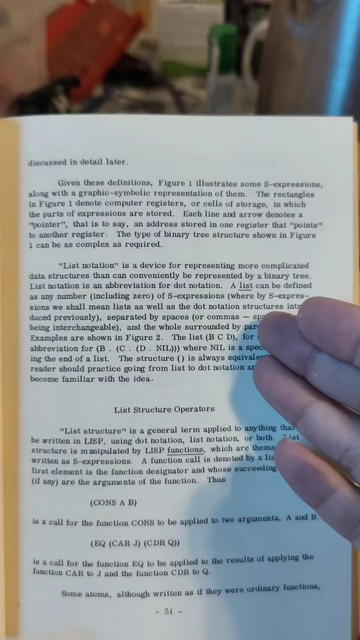 discussed in detail later.
Given these definitions, Figure 1 illustrates some S-expressions,
along with a graphic-symbolic representation of them. The rectangles
in Figure 1 denote computer registers, or cells of storage, in which
the parts of expressions are stored. Each line and arrow denotes a
"pointer", that is to say, an address stored in one register that "points"
to another register. The type of binary tree structure shown in Figure
1 can be as complex as required.
"List notation" is a device for representing more complicated
data structures than can conveniently be represented by a binary tree.
List notation is an abbreviation for dot notation. A list can be defined
as any number (including zero) of S-expressions (where by S-expres-
sions we shall mean lists as well as the dot notation structures intro
duced previously), separated by spaces (or commas — sp
being interchangeable), and the whole surrounded by par
Examples are shown in Figure 2. The list (B C D), for
abbreviation for (B . (C . (D . NIL))) where NIL is a spec
ing the end of a list. The structure () is always equivale
reader should practice going from list to dot notation an
become familiar with the idea.
List Structure Operators
"List structure" is a general term applied to anything that
be written in LISP, using dot notation, list notation, or both.
structure is manipulated by LISP functions, which are thems
written as S-expressions. A function call is denoted by a lis
first element is the function designator and whose succeeding
(if any) are the arguments of the function. Thus
(CONS A B)
is a call for the function CONS to be applied to two arguments, A and B.
(EQ (CAR J) (CDR Q))
is a call for the function EQ to be applied to the results of applying the
function CAR to J and the function CDR to Q.
Some atoms, although written as if they were ordinary functions,
- 51 -